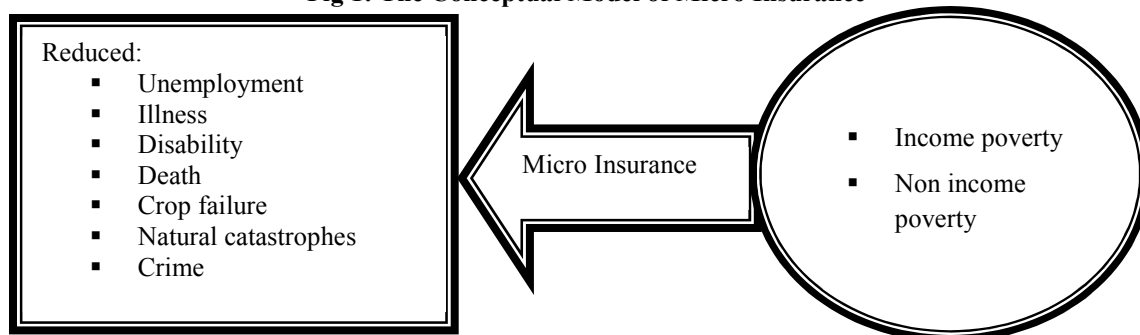 Fig 1: The Conceptual Model of Micro Insurance
Reduced:
▪ Unemployment
▪ Illness
▪ Disability
▪ Death
▪ Crop failure
▪ Natural catastrophes
▪ Crime
Micro Insurance
▪ Income poverty
▪ Non income
poverty